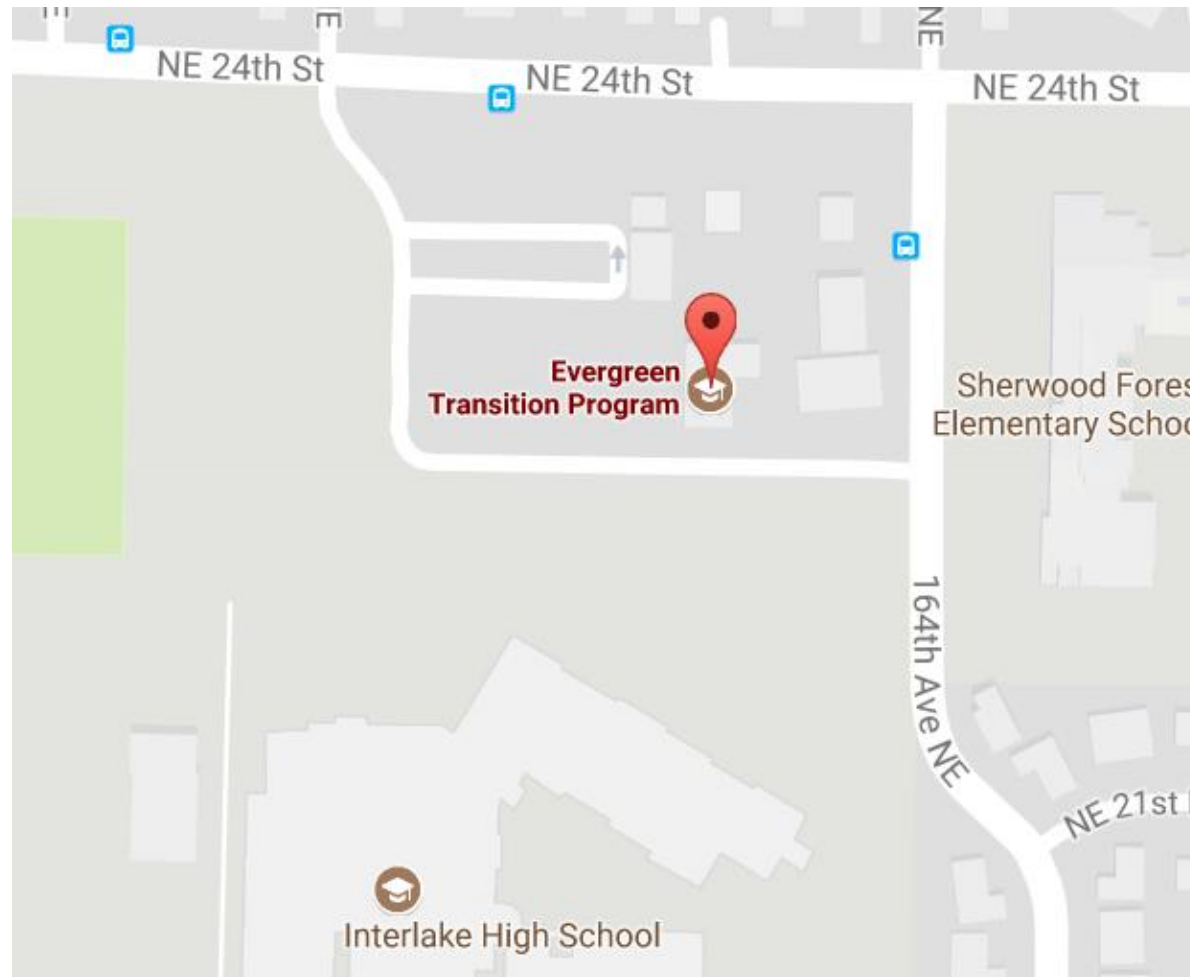 NE
NE 24th St
NE 24th St
NE 24th St
Evergreen
Transition Program
Sherwood Fores
Elementary Schoo
164th Ave NE
NE 21st
Interlake High School